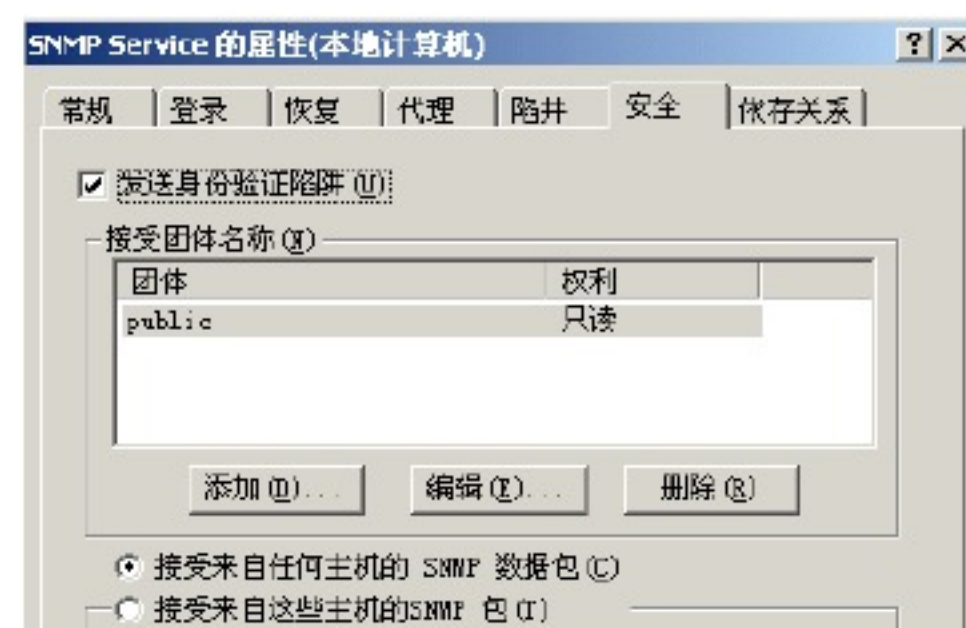 SNMP Service 的属性(本地计算机)
常规 登录 恢复 代理 陷井 安全 依存关系
发送身份验证陷阱(U)
接受团体名称(N)
团体 权利
public 只读
添加(D)... 编辑(E)... 删除(R)
接受来自任何主机的 SNMP 数据包(C)
接受来自这些主机的SNMP 包(T)